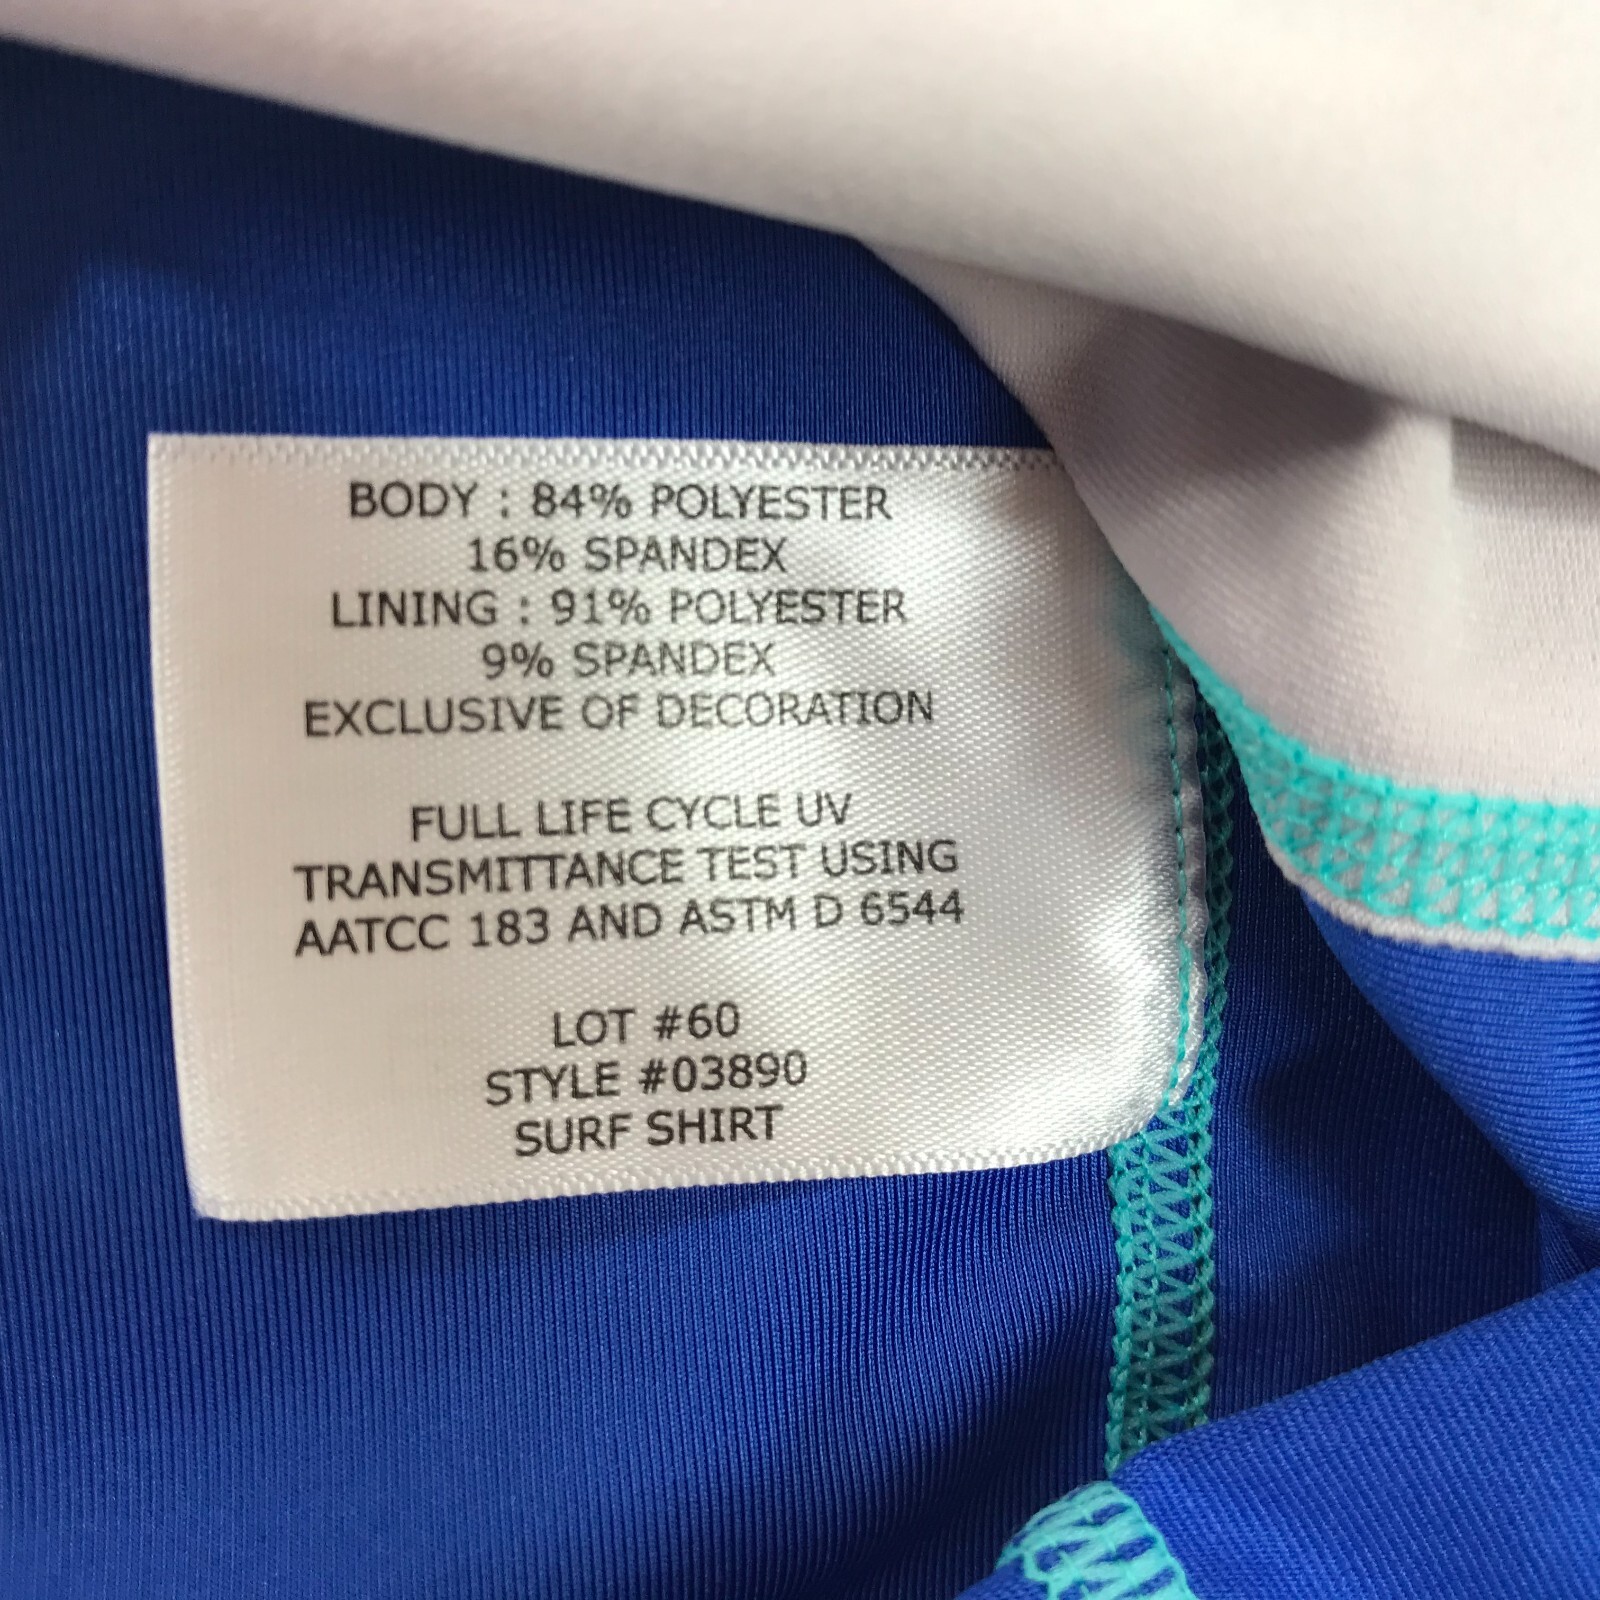 BODY : 84% POLYESTER
16% SPANDEX
LINING : 91% POLYESTER
9% SPANDEX
EXCLUSIVE OF DECORATION
FULL LIFE CYCLE UV
TRANSMITTANCE TEST USING
AATCC 183 AND ASTM D 6544
LOT #60
STYLE #03890
SURF SHIRT